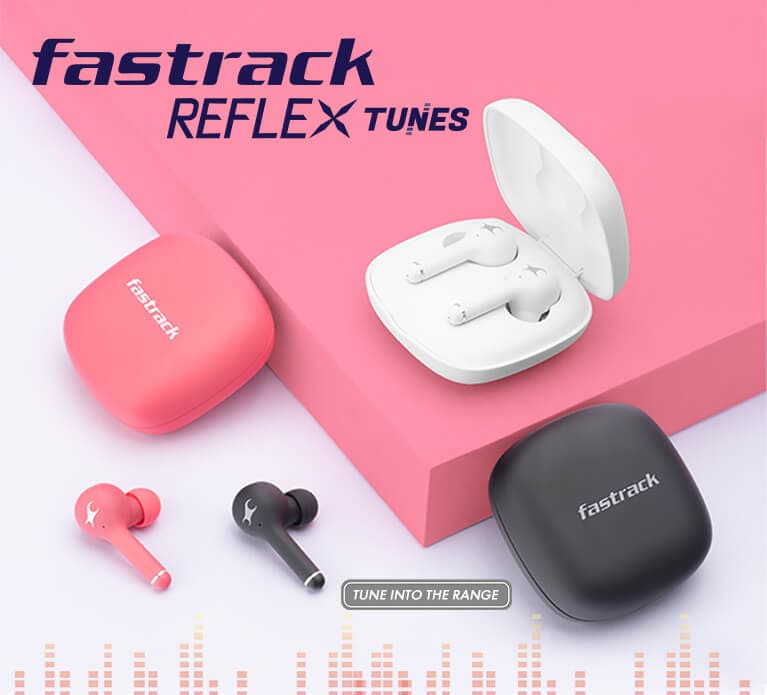 fastrack
REFLEX TUNES
fastrack
fastrack
TUNE INTO THE RANGE